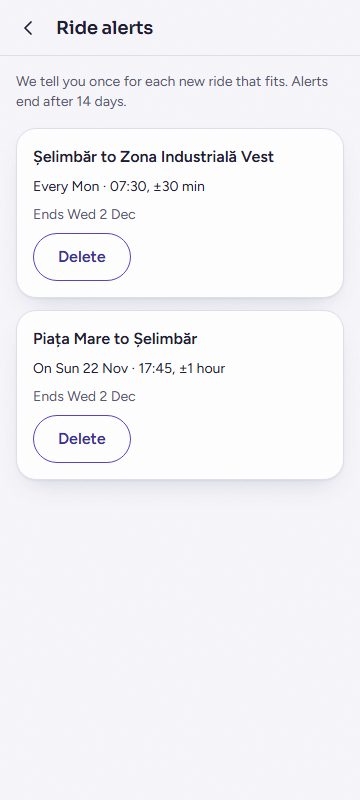 Ride alerts
We tell you once for each new ride that fits. Alerts
end after 14 days.
Șelimbăr to Zona Industrială Vest
Every Mon · 07:30, ±30 min
Ends Wed 2 Dec
Delete
Piața Mare to Șelimbăr
On Sun 22 Nov · 17:45, ±1 hour
Ends Wed 2 Dec
Delete